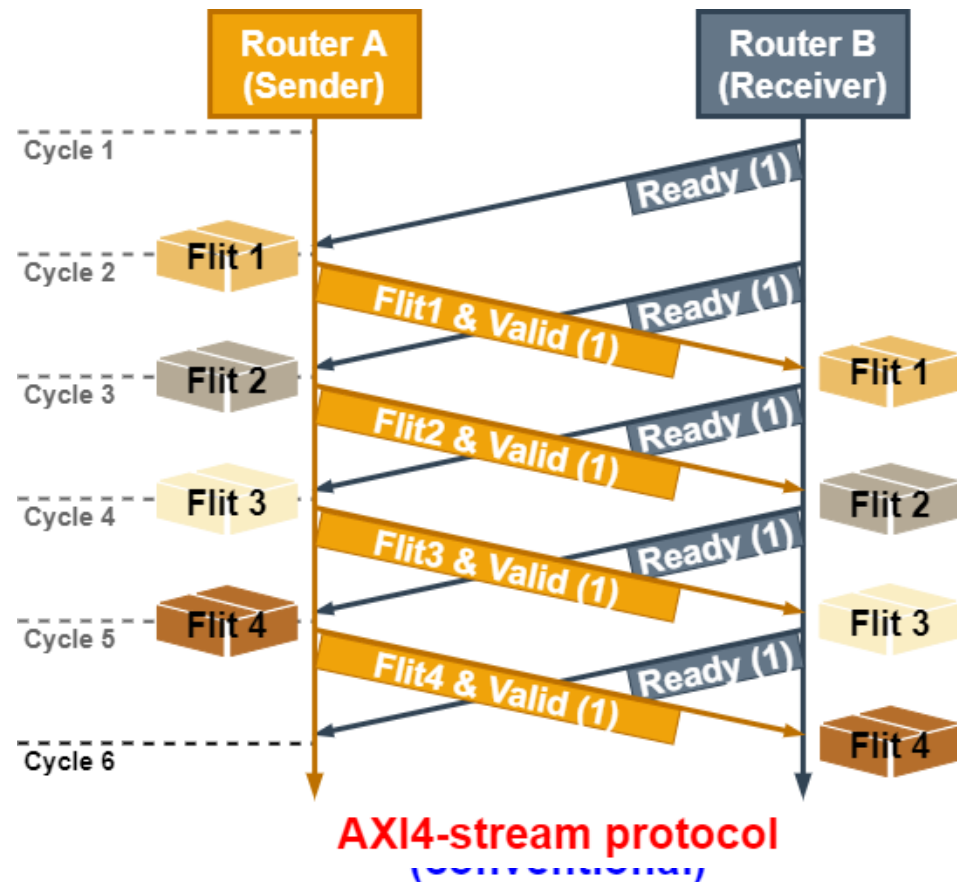 Router A
(Sender)
Router B
(Receiver)
Cycle 1
Ready (1)
Flit 1
Cycle 2
Flit1 & Valid (1)
Ready (1)
Flit 2
Flit 1
Cycle 3
Flit2 & Valid (1)
Ready (1)
Flit 3
Flit 2
Cycle 4
Flit3 & Valid (1)
Ready (1)
Flit 4
Flit 3
Cycle 5
Flit4 & Valid (1)
Ready (1)
Flit 4
Cycle 6
AXI4-stream protocol
(conventional)